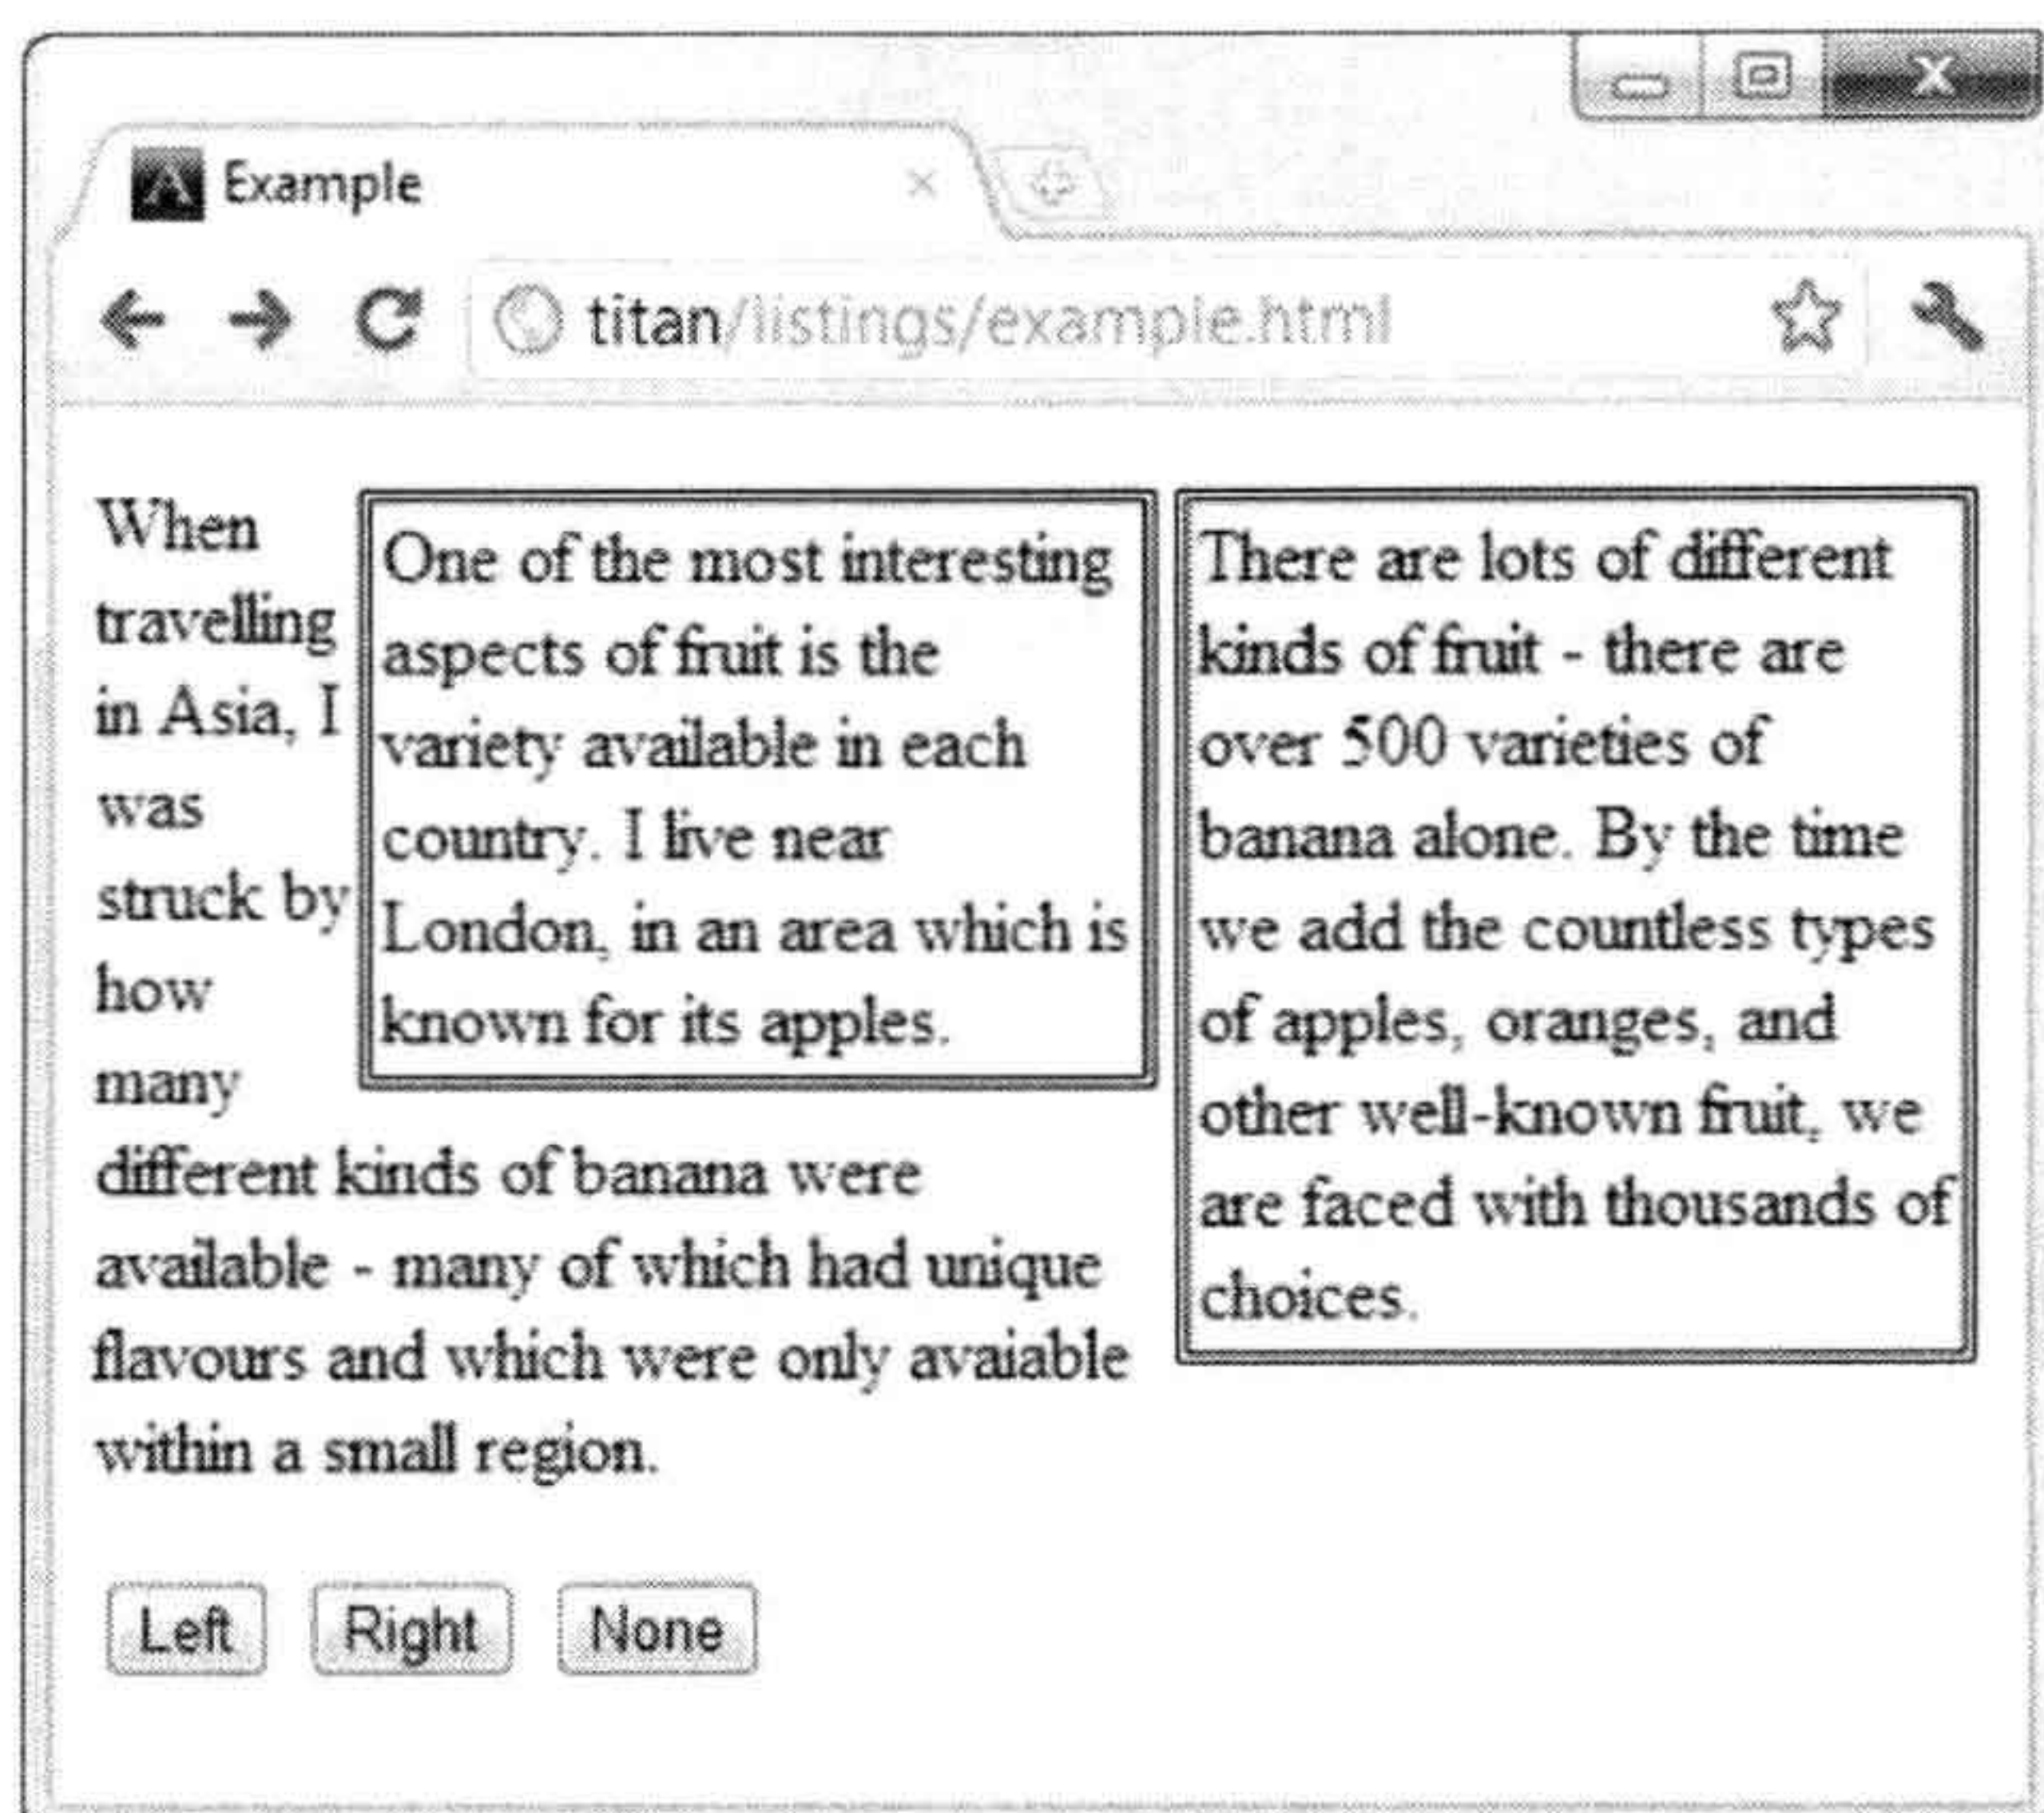 Example
titan/listings/example.html
When
travelling
in Asia, I
was
struck by
how
many
different kinds of banana were
available - many of which had unique
flavours and which were only avaiable
within a small region.
One of the most interesting
aspects of fruit is the
variety available in each
country. I live near
London, in an area which is
known for its apples.
There are lots of different
kinds of fruit - there are
over 500 varieties of
banana alone. By the time
we add the countless types
of apples, oranges, and
other well-known fruit, we
are faced with thousands of
choices.
Left Right None